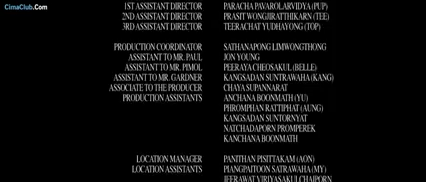 CimaClub.Com
1ST ASSISTANT DIRECTOR PARACHA PAVAROLARVIDYA (PUP)
2ND ASSISTANT DIRECTOR PRASIT WONGJIRATTHIKARN (TEE)
3RD ASSISTANT DIRECTOR TEERACHAT YUDHAYONG (TOP)
PRODUCTION COORDINATOR SATHANAPONG LIMWONGTHONG
ASSISTANT TO MR. PAUL JON YOUNG
ASSISTANT TO MR. PIMOL PEERAYA CHEOSAKUL (BELLE)
ASSISTANT TO MR. GARDNER KANGSADAN SUNTRAWAHA (KANG)
ASSOCIATE TO THE PRODUCER CHAYA SUPANNARAT
PRODUCTION ASSISTANTS ANCHANA BOONMATH (YU)
PHROMPHAN RATTIPHAT (AUNG)
KANGSADAN SUNTORNYAT
NATCHADAPORN PROMPEREK
KANCHANA BOONMATH
LOCATION MANAGER PANITHAN PISITTAKAM (AON)
LOCATION ASSISTANTS PIANGPAITOON SATRAWAHA (MY)
JEERAWAT VIRIYASAKULCHAIPORN